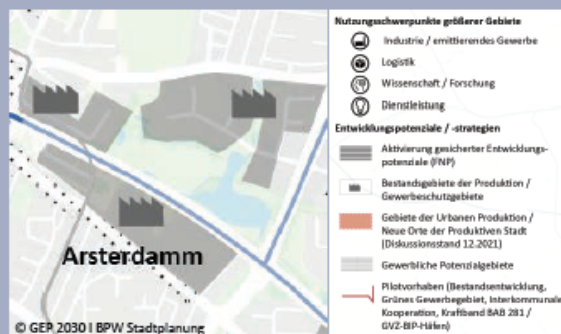 Nutzungsschwerpunkte größerer Gebiete
Industrie / emittierendes Gewerbe
Logistik
Wissenschaft / Forschung
Dienstleistung
Entwicklungspotenziale / -strategien
Aktivierung gesicherter Entwicklungs-
potenziale (FNP)
Bestandsgebiete der Produktion /
Gewerbeschutzgebiete
Gebiete der Urbanen Produktion /
Neue Orte der Produktiven Stadt
(Diskussionsstand 12.2021)
Gewerbliche Potenzialgebiete
Pilotvorhaben (Bestandsentwicklung,
Grünes Gewerbegebiet, Interkommunale
Kooperation, Kraftband BAB 281 /
GVZ-BIP-Häfen)
Arsterdamm
© GEP 2030 I BPW Stadtplanung